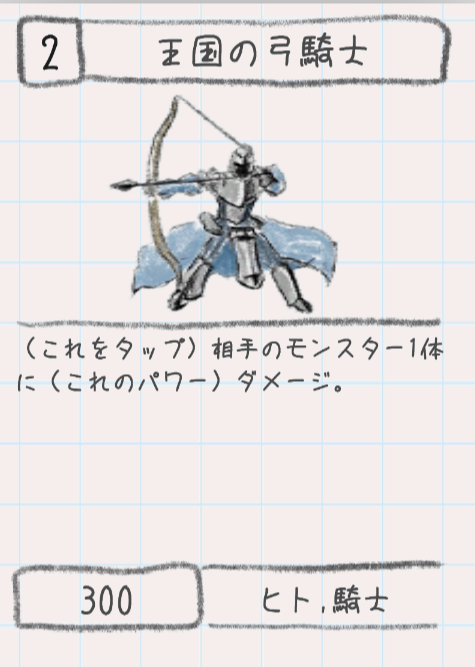 2
王国の弓騎士
（これをタップ）相手のモンスター1体
に（これのパワー）ダメージ。
300
ヒト,騎士